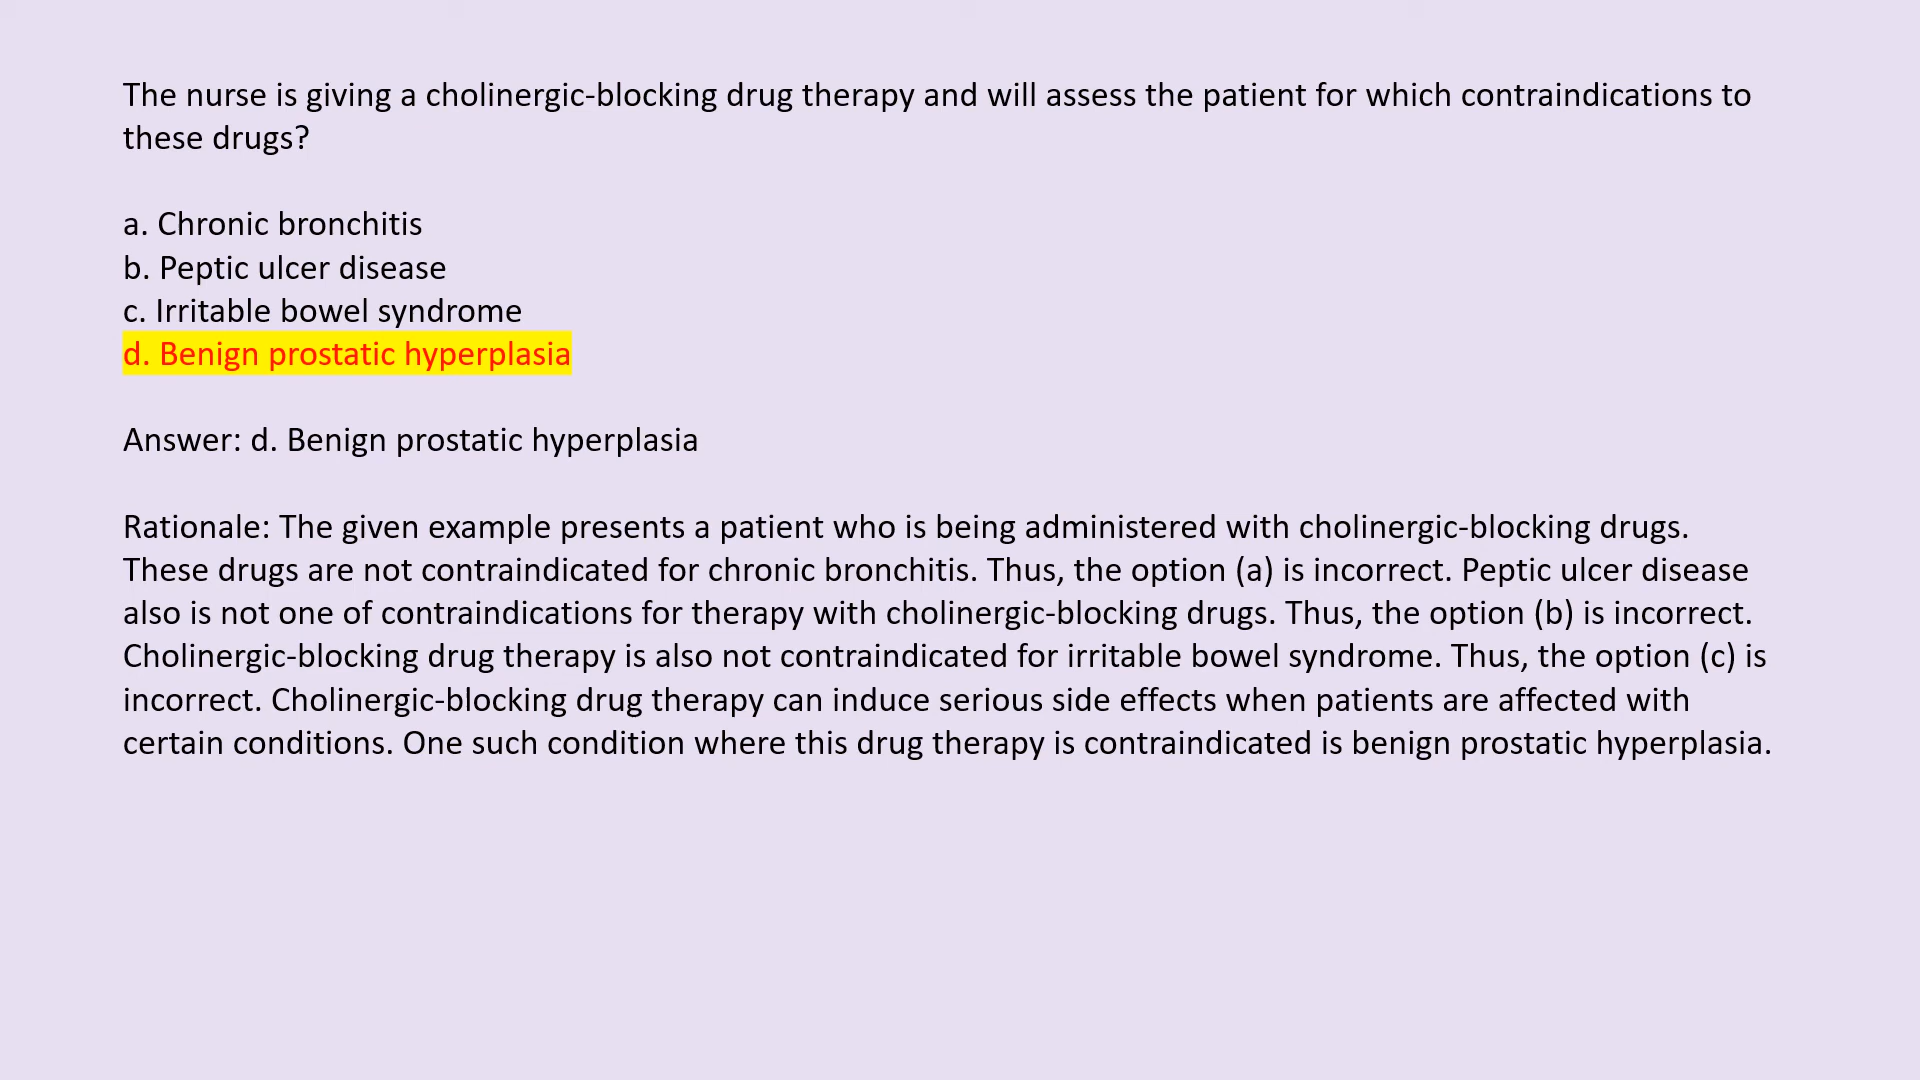 The nurse is giving a cholinergic-blocking drug therapy and will assess the patient for which contraindications to
these drugs?
a. Chronic bronchitis
b. Peptic ulcer disease
c. Irritable bowel syndrome
d. Benign prostatic hyperplasia
Answer: d. Benign prostatic hyperplasia
Rationale: The given example presents a patient who is being administered with cholinergic-blocking drugs.
These drugs are not contraindicated for chronic bronchitis. Thus, the option (a) is incorrect. Peptic ulcer disease
also is not one of contraindications for therapy with cholinergic-blocking drugs. Thus, the option (b) is incorrect.
Cholinergic-blocking drug therapy is also not contraindicated for irritable bowel syndrome. Thus, the option (c) is
incorrect. Cholinergic-blocking drug therapy can induce serious side effects when patients are affected with
certain conditions. One such condition where this drug therapy is contraindicated is benign prostatic hyperplasia.